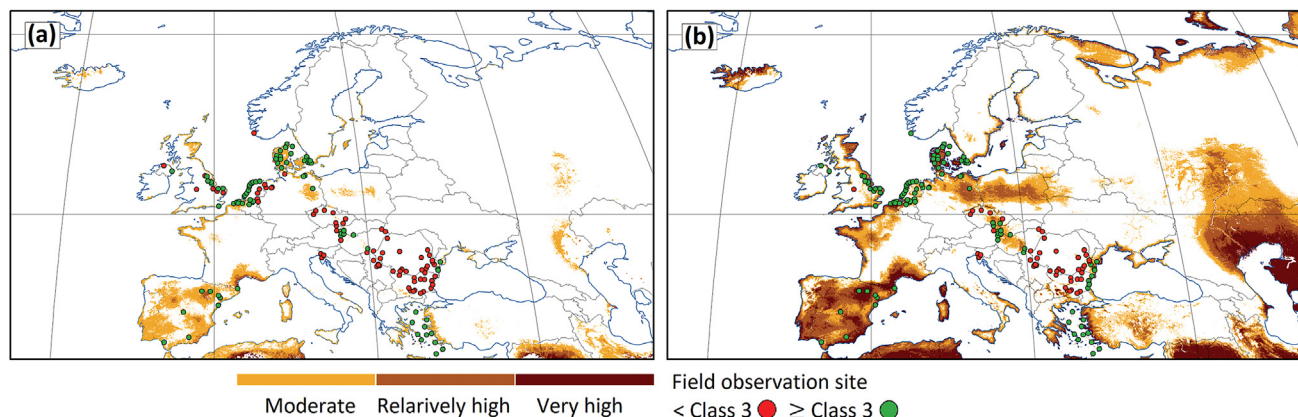 (a)
(b)
Moderate
Relarively high
Very high
Field observation site
< Class 3
≥ Class 3